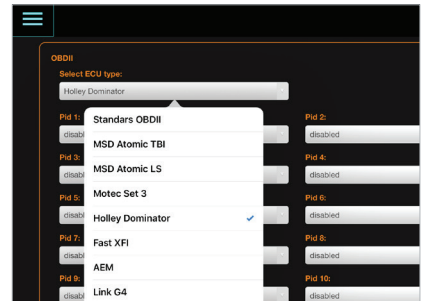 OBDII
Select ECU type:
Holley Dominator
Pid 1:
Pid 2:
disabl
disabled
Pid 3:
Pid 4:
disabl
disabled
Pid 5:
Pid 6:
disabl
disabled
Pid 7:
Pid 8:
disabl
disabled
Pid 9:
Pid 10:
disabl
disabled
Standars OBDII
MSD Atomic TBI
MSD Atomic LS
Motec Set 3
Holley Dominator
Fast XFI
AEM
Link G4